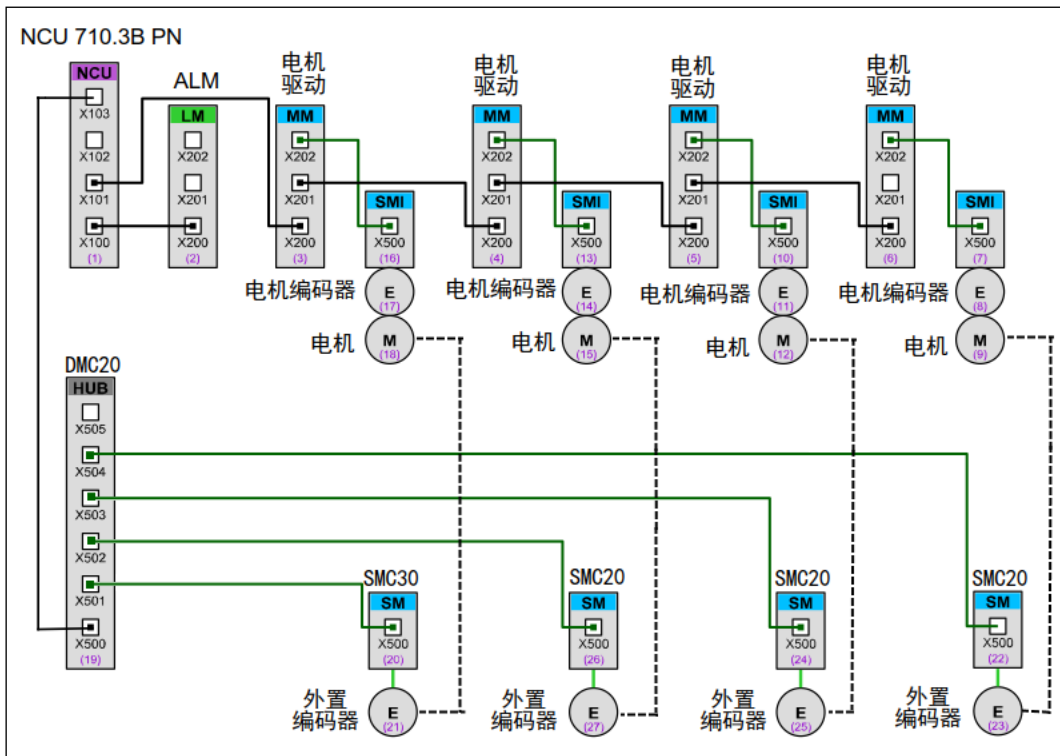 NCU 710.3B PN
NCU
X103
X102
X101
X100
(1)
ALM
LM
X202
X201
X200
(2)
电机
驱动
MM
X202
X201
X200
(3)
SMI
X500
(16)
电机编码器
E
(17)
电机
M
(18)
电机
驱动
MM
X202
X201
X200
(4)
SMI
X500
(13)
电机编码器
E
(14)
电机
M
(15)
电机
驱动
MM
X202
X201
X200
(5)
SMI
X500
(10)
电机编码器
E
(11)
电机
M
(12)
电机
驱动
MM
X202
X201
X200
(6)
SMI
X500
(7)
电机编码器
E
(8)
电机
M
(9)
DMC20
HUB
X505
X504
X503
X502
X501
X500
(19)
SMC30
SM
X500
(20)
外置
编码器
E
(21)
SMC20
SM
X500
(26)
外置
编码器
E
(27)
SMC20
SM
X500
(24)
外置
编码器
E
(25)
SMC20
SM
X500
(22)
外置
编码器
E
(23)